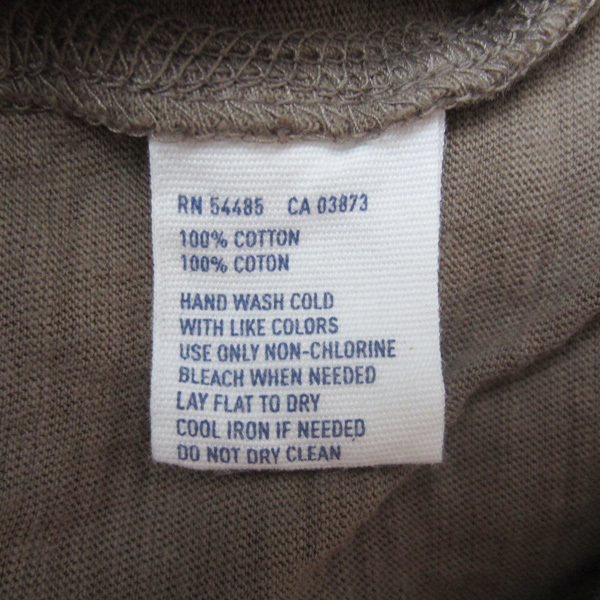 RN 54485 CA 03873
100% COTTON
100% COTON
HAND WASH COLD
WITH LIKE COLORS
USE ONLY NON-CHLORINE
BLEACH WHEN NEEDED
LAY FLAT TO DRY
COOL IRON IF NEEDED
DO NOT DRY CLEAN